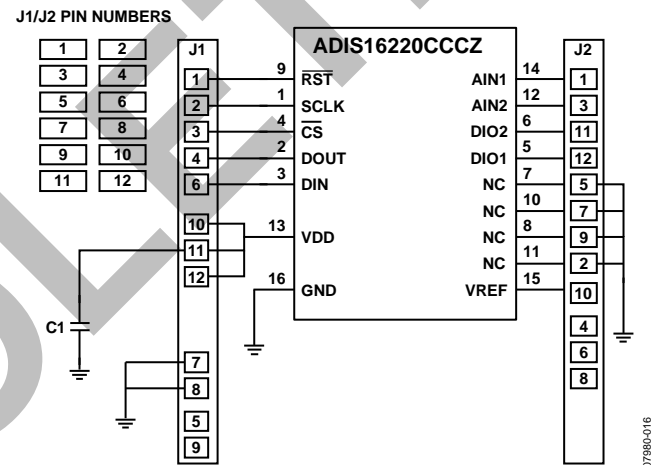 J1/J2 PIN NUMBERS
1 2
3 4
5 6
7 8
9 10
11 12
J1
1
2
3
4
6
10
11
12
7
8
5
9
C1
ADIS16220CCCZ
9 RST
1 SCLK
4 CS
2 DOUT
3 DIN
13 VDD
16 GND
AIN1 14
AIN2 12
DIO2 6
DIO1 5
NC 7
NC 10
NC 8
NC 11
VREF 15
J2
1
3
11
12
5
7
9
2
10
4
6
8
07980-016